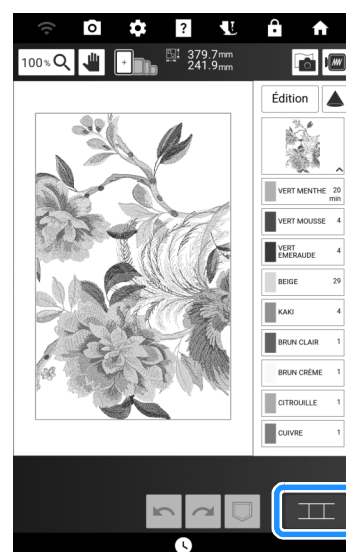 ?
100 %
379.7mm
241.9mm
Édition
VERT MENTHE 20 min
VERT MOUSSE 4
VERT
EMERAUDE 4
BEIGE 29
KAKI 4
BRUN CLAIR 1
BRUN CRÈME 1
CITROUILLE 1
CUIVRE 1